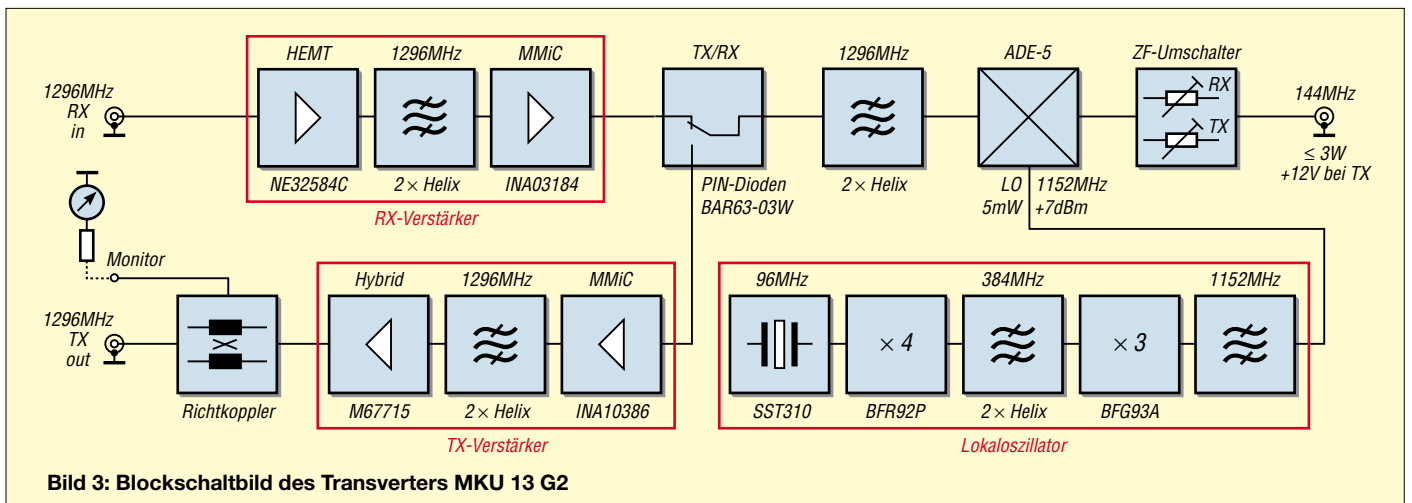 HEMT
1296MHz
MMiC
TX/RX
1296MHz
ADE-5
ZF-Umschalter
1296MHz
RX
in
RX
TX
144MHz
≤ 3W
+12V bei TX
NE32584C
2 × Helix
INA03184
RX-Verstärker
PIN-Dioden
BAR63-03W
2 × Helix
LO
5mW
1152MHz
+7dBm
Monitor
1296MHz
TX
out
Richtkoppler
Hybrid
1296MHz
MMiC
M67715
2 × Helix
INA10386
TX-Verstärker
96MHz
384MHz
1152MHz
× 4
× 3
SST310
BFR92P
2 × Helix
BFG93A
Lokaloszillator
Bild 3: Blockschaltbild des Transverters MKU 13 G2